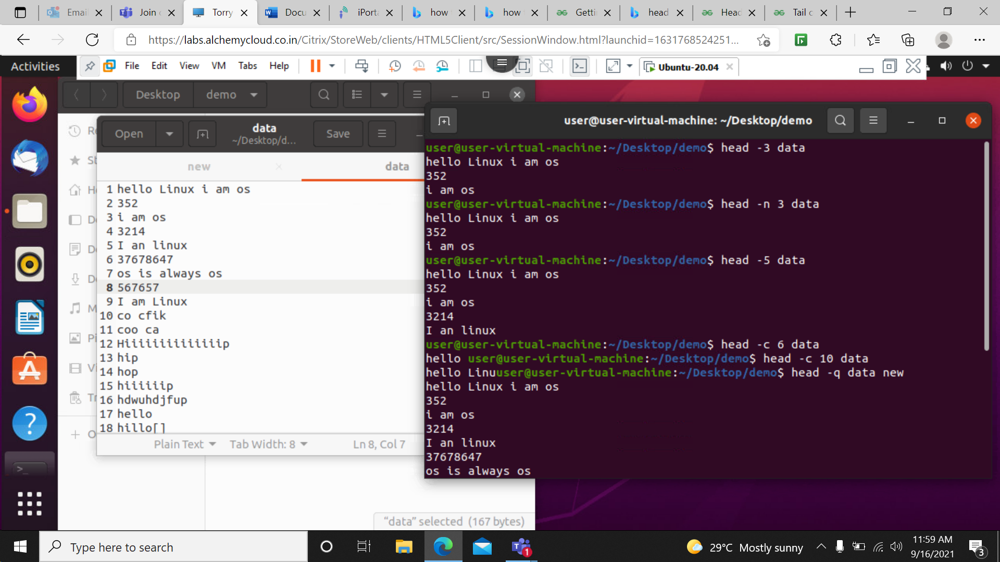 Email
Join
Torry
Docu
iPorta
how
how
Getti
head
Head
Tail c
https://labs.alchemycloud.co.in/Citrix/StoreWeb/clients/HTML5Client/src/SessionWindow.html?launchid=1631768524251...
Activities
File Edit View VM Tabs Help
Ubuntu-20.04
Desktop demo
Open
data
~/Desktop/d...
Save
new data
1 hello Linux i am os
2 352
3 i am os
4 3214
5 I an linux
6 37678647
7 os is always os
8 567657
9 I am Linux
10 co cfik
11 coo ca
12 Hiiiiiiiiiiiiiip
13 hip
14 hop
15 hiiiiiip
16 hdwuhdjfup
17 hello
18 hillo[]
Plain Text Tab Width: 8 Ln 8, Col 7
"data" selected (167 bytes)
user@user-virtual-machine: ~/Desktop/demo
user@user-virtual-machine:~/Desktop/demo$ head -3 data
hello Linux i am os
352
i am os
user@user-virtual-machine:~/Desktop/demo$ head -n 3 data
hello Linux i am os
352
i am os
user@user-virtual-machine:~/Desktop/demo$ head -5 data
hello Linux i am os
352
i am os
3214
I an linux
user@user-virtual-machine:~/Desktop/demo$ head -c 6 data
hello user@user-virtual-machine:~/Desktop/demo$ head -c 10 data
hello Linuuser@user-virtual-machine:~/Desktop/demo$ head -q data new
hello Linux i am os
352
i am os
3214
I an linux
37678647
os is always os
Type here to search
1
29°C Mostly sunny
11:59 AM
9/16/2021
3